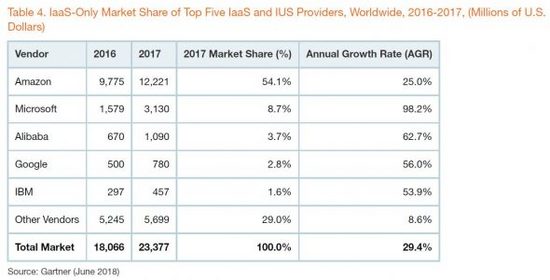 Table 4. IaaS-Only Market Share of Top Five IaaS and IUS Providers, Worldwide, 2016-2017, (Millions of U.S.
Dollars)
Vendor 2016 2017 2017 Market Share (%) Annual Growth Rate (AGR)
Amazon 9,775 12,221 54.1% 25.0%
Microsoft 1,579 3,130 8.7% 98.2%
Alibaba 670 1,090 3.7% 62.7%
Google 500 780 2.8% 56.0%
IBM 297 457 1.6% 53.9%
Other Vendors 5,245 5,699 29.0% 8.6%
Total Market 18,066 23,377 100.0% 29.4%
Source: Gartner (June 2018)